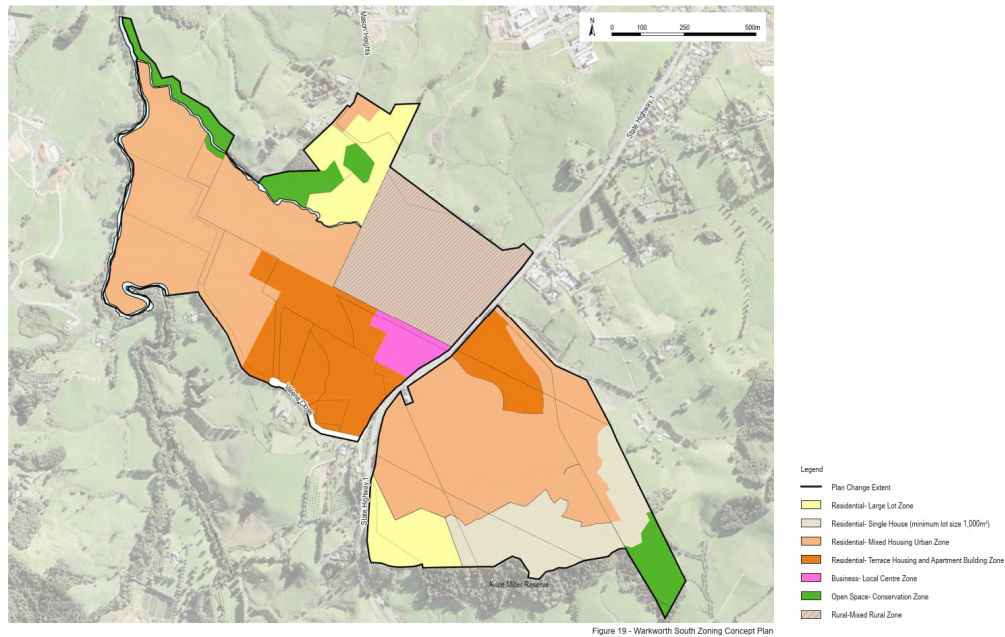 N
0 100 250 500m
Mason Heights
State Highway 1
Valerie Close
State Highway 1
Avice Miller Reserve
Legend
Plan Change Extent
Residential- Large Lot Zone
Residential- Single House (minimum lot size 1,000m²)
Residential- Mixed Housing Urban Zone
Residential- Terrace Housing and Apartment Building Zone
Business- Local Centre Zone
Open Space- Conservation Zone
Rural-Mixed Rural Zone
Figure 19 - Warkworth South Zoning Concept Plan